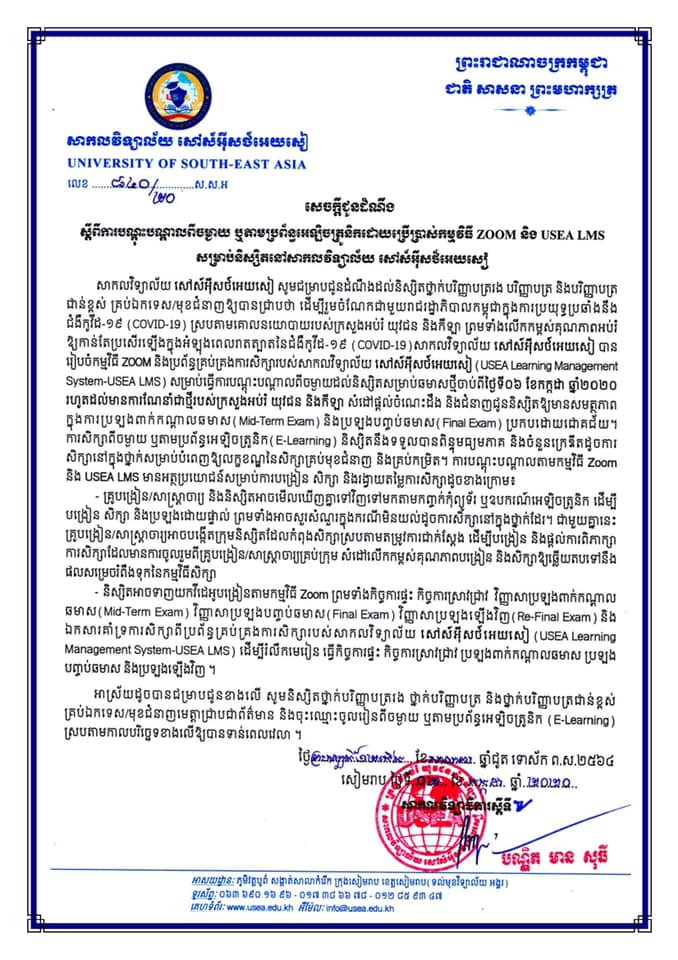 ព្រះរាជាណាចក្រកម្ពុជា
ជាតិ សាសនា ព្រះមហាក្សត្រ
សាកលវិទ្យាល័យ សៅស៍អ៊ីសថ៍អេយសៀ
UNIVERSITY OF SOUTH-EAST ASIA
លេខ ......៨៤០/២០............ស.ស.អ
សេចក្តីជូនដំណឹង
ស្តីពីការបណ្តុះបណ្តាលពីចម្ងាយ ឬតាមប្រព័ន្ធអេឡិចត្រូនិកដោយប្រើប្រាស់កម្មវិធី ZOOM និង USEA LMS
សម្រាប់និស្សិតនៅសាកលវិទ្យាល័យ សៅស៍អ៊ីសថ៍អេយសៀ
សាកលវិទ្យាល័យ សៅស៍អ៊ីសថ៍អេយសៀ សូមជម្រាបជូនដំណឹងដល់និស្សិតថ្នាក់បរិញ្ញាបត្ររង បរិញ្ញាបត្រ និងបរិញ្ញាបត្រ
ជាន់ខ្ពស់ គ្រប់ឯកទេស/មុខជំនាញឱ្យបានជ្រាបថា ដើម្បីរួមចំណែកជាមួយរាជរដ្ឋាភិបាលកម្ពុជាក្នុងការប្រយុទ្ធប្រឆាំងនឹង
ជំងឺកូវីដ-១៩ (COVID-19) ស្របតាមគោលនយោបាយរបស់ក្រសួងអប់រំ យុវជន និងកីឡា ព្រមទាំងលើកកម្ពស់គុណភាពអប់រំ
ឱ្យកាន់តែប្រសើរឡើងក្នុងអំឡុងពេលរាតត្បាតនៃជំងឺកូវីដ-១៩ (COVID-19) សាកលវិទ្យាល័យ សៅស៍អ៊ីសថ៍អេយសៀ បាន
រៀបចំកម្មវិធី ZOOM និងប្រព័ន្ធគ្រប់គ្រងការសិក្សារបស់សាកលវិទ្យាល័យ សៅស៍អ៊ីសថ៍អេយសៀ (USEA Learning Management
System-USEA LMS) សម្រាប់ធ្វើការបណ្តុះបណ្តាលពីចម្ងាយដល់និស្សិតសម្រាប់ឆមាសថ្មីចាប់ពីថ្ងៃទី០៦ ខែកក្កដា ឆ្នាំ២០២០
រហូតដល់មានការណែនាំជាថ្មីរបស់ក្រសួងអប់រំ យុវជន និងកីឡា សំដៅផ្តល់ចំណេះដឹង និងជំនាញជូននិស្សិតឱ្យមានសមត្ថភាព
ក្នុងការប្រឡងពាក់កណ្តាលឆមាស (Mid-Term Exam) និងប្រឡងបញ្ចប់ឆមាស (Final Exam) ប្រកបដោយជោគជ័យ។
ការសិក្សាពីចម្ងាយ ឬតាមប្រព័ន្ធអេឡិចត្រូនិក (E-Learning) និស្សិតនឹងទទួលបានពិន្ទុមធ្យមភាគ និងចំនួនក្រេឌីតដូចការ
សិក្សានៅក្នុងថ្នាក់សម្រាប់បំពេញឱ្យលក្ខខណ្ឌនៃសិក្សាគ្រប់មុខជំនាញ និងគ្រប់កម្រិត។ ការបណ្តុះបណ្តាលតាមកម្មវិធី Zoom
និង USEA LMS មានអត្ថប្រយោជន៍សម្រាប់ការបង្រៀន សិក្សា និងរង្វាយតម្លៃការសិក្សាដូចខាងក្រោម៖
- គ្រូបង្រៀន/សាស្ត្រាចារ្យ និងនិស្សិតអាចមើលឃើញគ្នាទៅវិញទៅមកតាមកញ្ចក់កុំព្យូទ័រ ឬឧបករណ៍អេឡិចត្រូនិក ដើម្បី
បង្រៀន សិក្សា និងប្រឡងដោយផ្ទាល់ ព្រមទាំងអាចសួរសំណួរក្នុងករណីមិនយល់ដូចការសិក្សានៅក្នុងថ្នាក់ដែរ។ ជាមួយគ្នានេះ
គ្រូបង្រៀន/សាស្ត្រាចារ្យអាចបង្កើតក្រុមនិស្សិតដែលកំពុងសិក្សាស្របតាមតម្រូវការជាក់ស្តែង ដើម្បីបង្រៀន និងផ្តល់ការពិភាក្សា
ការសិក្សាដែលមានការចូលរួមពីគ្រូបង្រៀន/សាស្ត្រាចារ្យគ្រប់ក្រុម សំដៅលើកកម្ពស់គុណភាពបង្រៀន និងសិក្សាឱ្យឆ្លើយតបទៅនឹង
ផលសម្រេចរំពឹងទុកនៃកម្មវិធីសិក្សា
- និស្សិតអាចទាញយកវីដេអូបង្រៀនតាមកម្មវិធី Zoom ព្រមទាំងកិច្ចការផ្ទះ កិច្ចការស្រាវជ្រាវ វិញ្ញាសាប្រឡងពាក់កណ្តាល
ឆមាស (Mid-Term Exam) វិញ្ញាសាប្រឡងបញ្ចប់ឆមាស (Final Exam) វិញ្ញាសាប្រឡងឡើងវិញ (Re-Final Exam) និង
ឯកសារគាំទ្រការសិក្សាពីប្រព័ន្ធគ្រប់គ្រងការសិក្សារបស់សាកលវិទ្យាល័យ សៅស៍អ៊ីសថ៍អេយសៀ (USEA Learning
Management System-USEA LMS) ដើម្បីរំលឹកមេរៀន ធ្វើកិច្ចការផ្ទះ កិច្ចការស្រាវជ្រាវ ប្រឡងពាក់កណ្តាលឆមាស ប្រឡង
បញ្ចប់ឆមាស និងប្រឡងឡើងវិញ ។
អាស្រ័យដូចបានជម្រាបជូនខាងលើ សូមនិស្សិតថ្នាក់បរិញ្ញាបត្ររង ថ្នាក់បរិញ្ញាបត្រ និងថ្នាក់បរិញ្ញាបត្រជាន់ខ្ពស់
គ្រប់ឯកទេស/មុខជំនាញមេត្តាជ្រាបជាព័ត៌មាន និងចុះឈ្មោះចូលរៀនពីចម្ងាយ ឬតាមប្រព័ន្ធអេឡិចត្រូនិក (E-Learning)
ស្របតាមកាលបរិច្ឆេទខាងលើឱ្យបានទាន់ពេលវេលា ។
ថ្ងៃ ខែ ឆ្នាំជូត ទោស័ក ព.ស.២៥៦៤
សៀមរាប ថ្ងៃទី ខែ កក្កដា ឆ្នាំ ២០២០
សាកលវិទ្យាធិការស្តីទី
USEA
បណ្ឌិត មាន សុធី
អាសយដ្ឋាន: ភូមិវត្តបូព៌ សង្កាត់សាលាកំរើក ក្រុងសៀមរាប ខេត្តសៀមរាប (ទល់មុខវិទ្យាល័យ អង្គរ)
ទូរស័ព្ទ: ០៦៣ ៦៩០ ១៦ ៩៦ - ០១៧ ៣៨ ៦៦ ៧៨ - ០១២ ៨៥ ៩៣ ៤៧
គេហទំព័រ: www.usea.edu.kh អ៊ីម៉ែល: info@usea.edu.kh